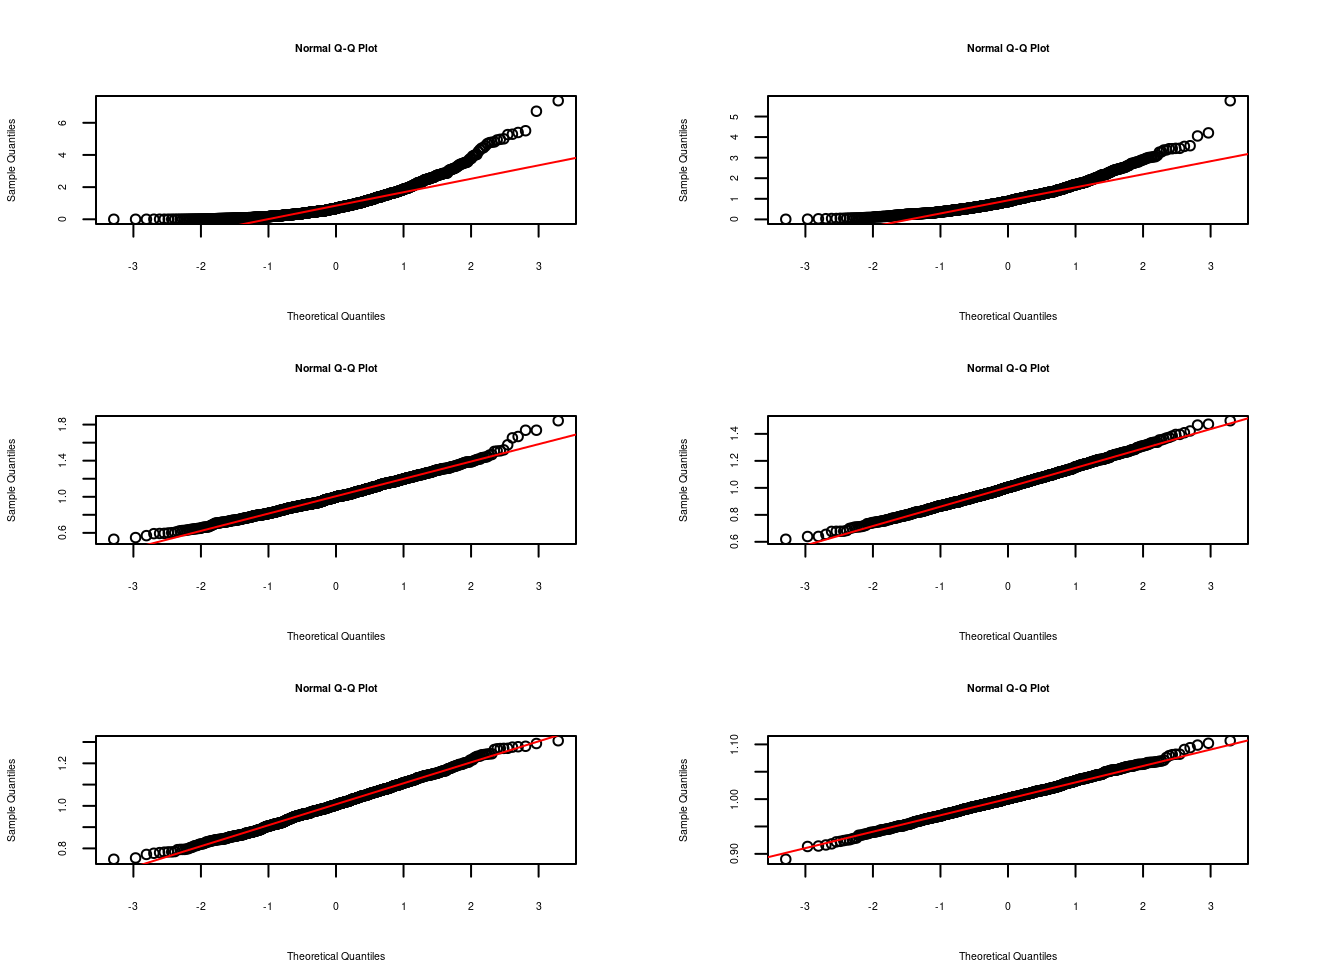 Normal Q-Q Plot
Sample Quantiles
0 2 4 6
-3 -2 -1 0 1 2 3
Theoretical Quantiles
Normal Q-Q Plot
Sample Quantiles
0 1 2 3 4 5
-3 -2 -1 0 1 2 3
Theoretical Quantiles
Normal Q-Q Plot
Sample Quantiles
0.6 1.0 1.4 1.8
-3 -2 -1 0 1 2 3
Theoretical Quantiles
Normal Q-Q Plot
Sample Quantiles
0.6 0.8 1.0 1.2 1.4
-3 -2 -1 0 1 2 3
Theoretical Quantiles
Normal Q-Q Plot
Sample Quantiles
0.8 1.0 1.2
-3 -2 -1 0 1 2 3
Theoretical Quantiles
Normal Q-Q Plot
Sample Quantiles
0.90 1.00 1.10
-3 -2 -1 0 1 2 3
Theoretical Quantiles